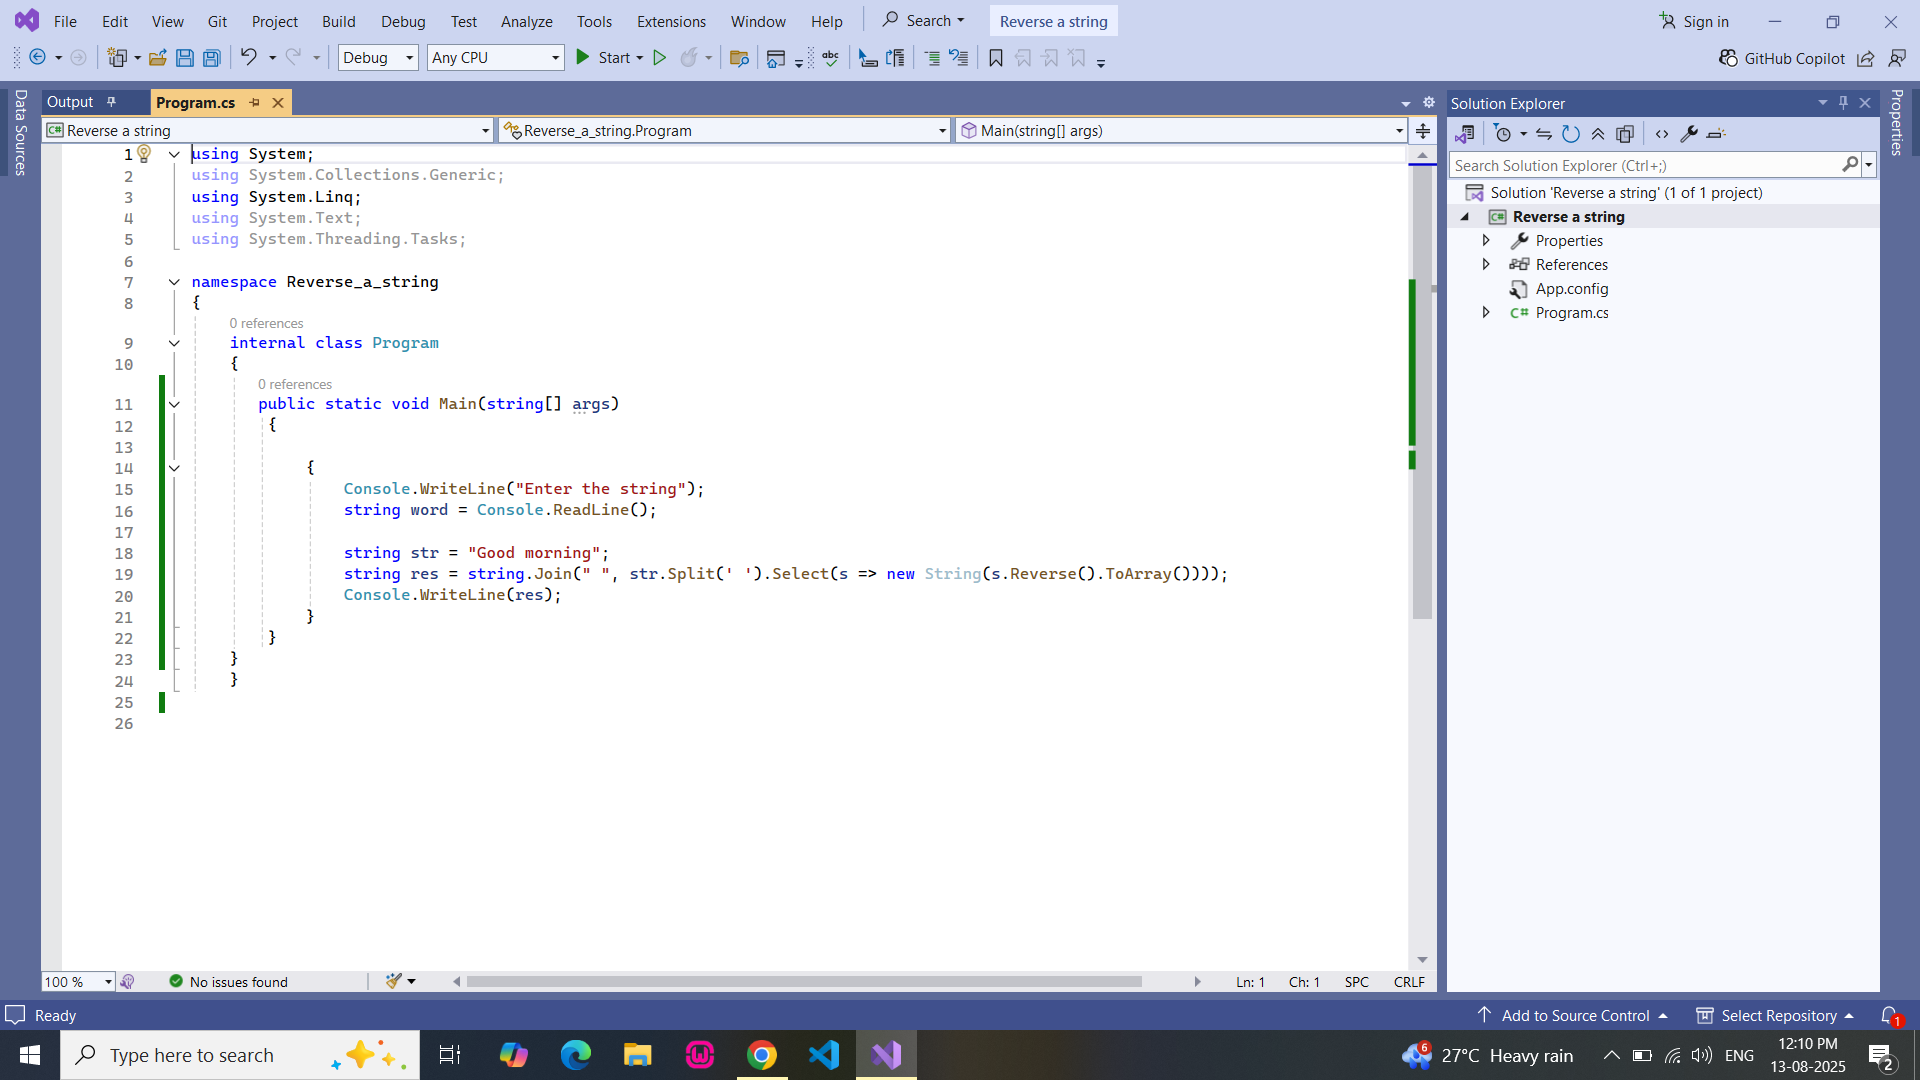 File Edit View Git Project Build Debug Test Analyze Tools Extensions Window Help Search Reverse a string Sign in
Debug Any CPU Start abc GitHub Copilot
Data Sources
Output Program.cs
Reverse a string Reverse_a_string.Program Main(string[] args)
1 using System;
2 using System.Collections.Generic;
3 using System.Linq;
4 using System.Text;
5 using System.Threading.Tasks;
6
7 namespace Reverse_a_string
8 {
0 references
9 internal class Program
10 {
0 references
11 public static void Main(string[] args)
12 {
13
14 {
15 Console.WriteLine("Enter the string");
16 string word = Console.ReadLine();
17
18 string str = "Good morning";
19 string res = string.Join(" ", str.Split(' ').Select(s => new String(s.Reverse().ToArray())));
20 Console.WriteLine(res);
21 }
22 }
23 }
24 }
25
26
100 % No issues found Ln: 1 Ch: 1 SPC CRLF
Solution Explorer
Search Solution Explorer (Ctrl+;)
Solution 'Reverse a string' (1 of 1 project)
C# Reverse a string
Properties
References
App.config
C# Program.cs
Properties
Ready Add to Source Control Select Repository 1
Type here to search 6 27°C Heavy rain ENG 12:10 PM
13-08-2025 2